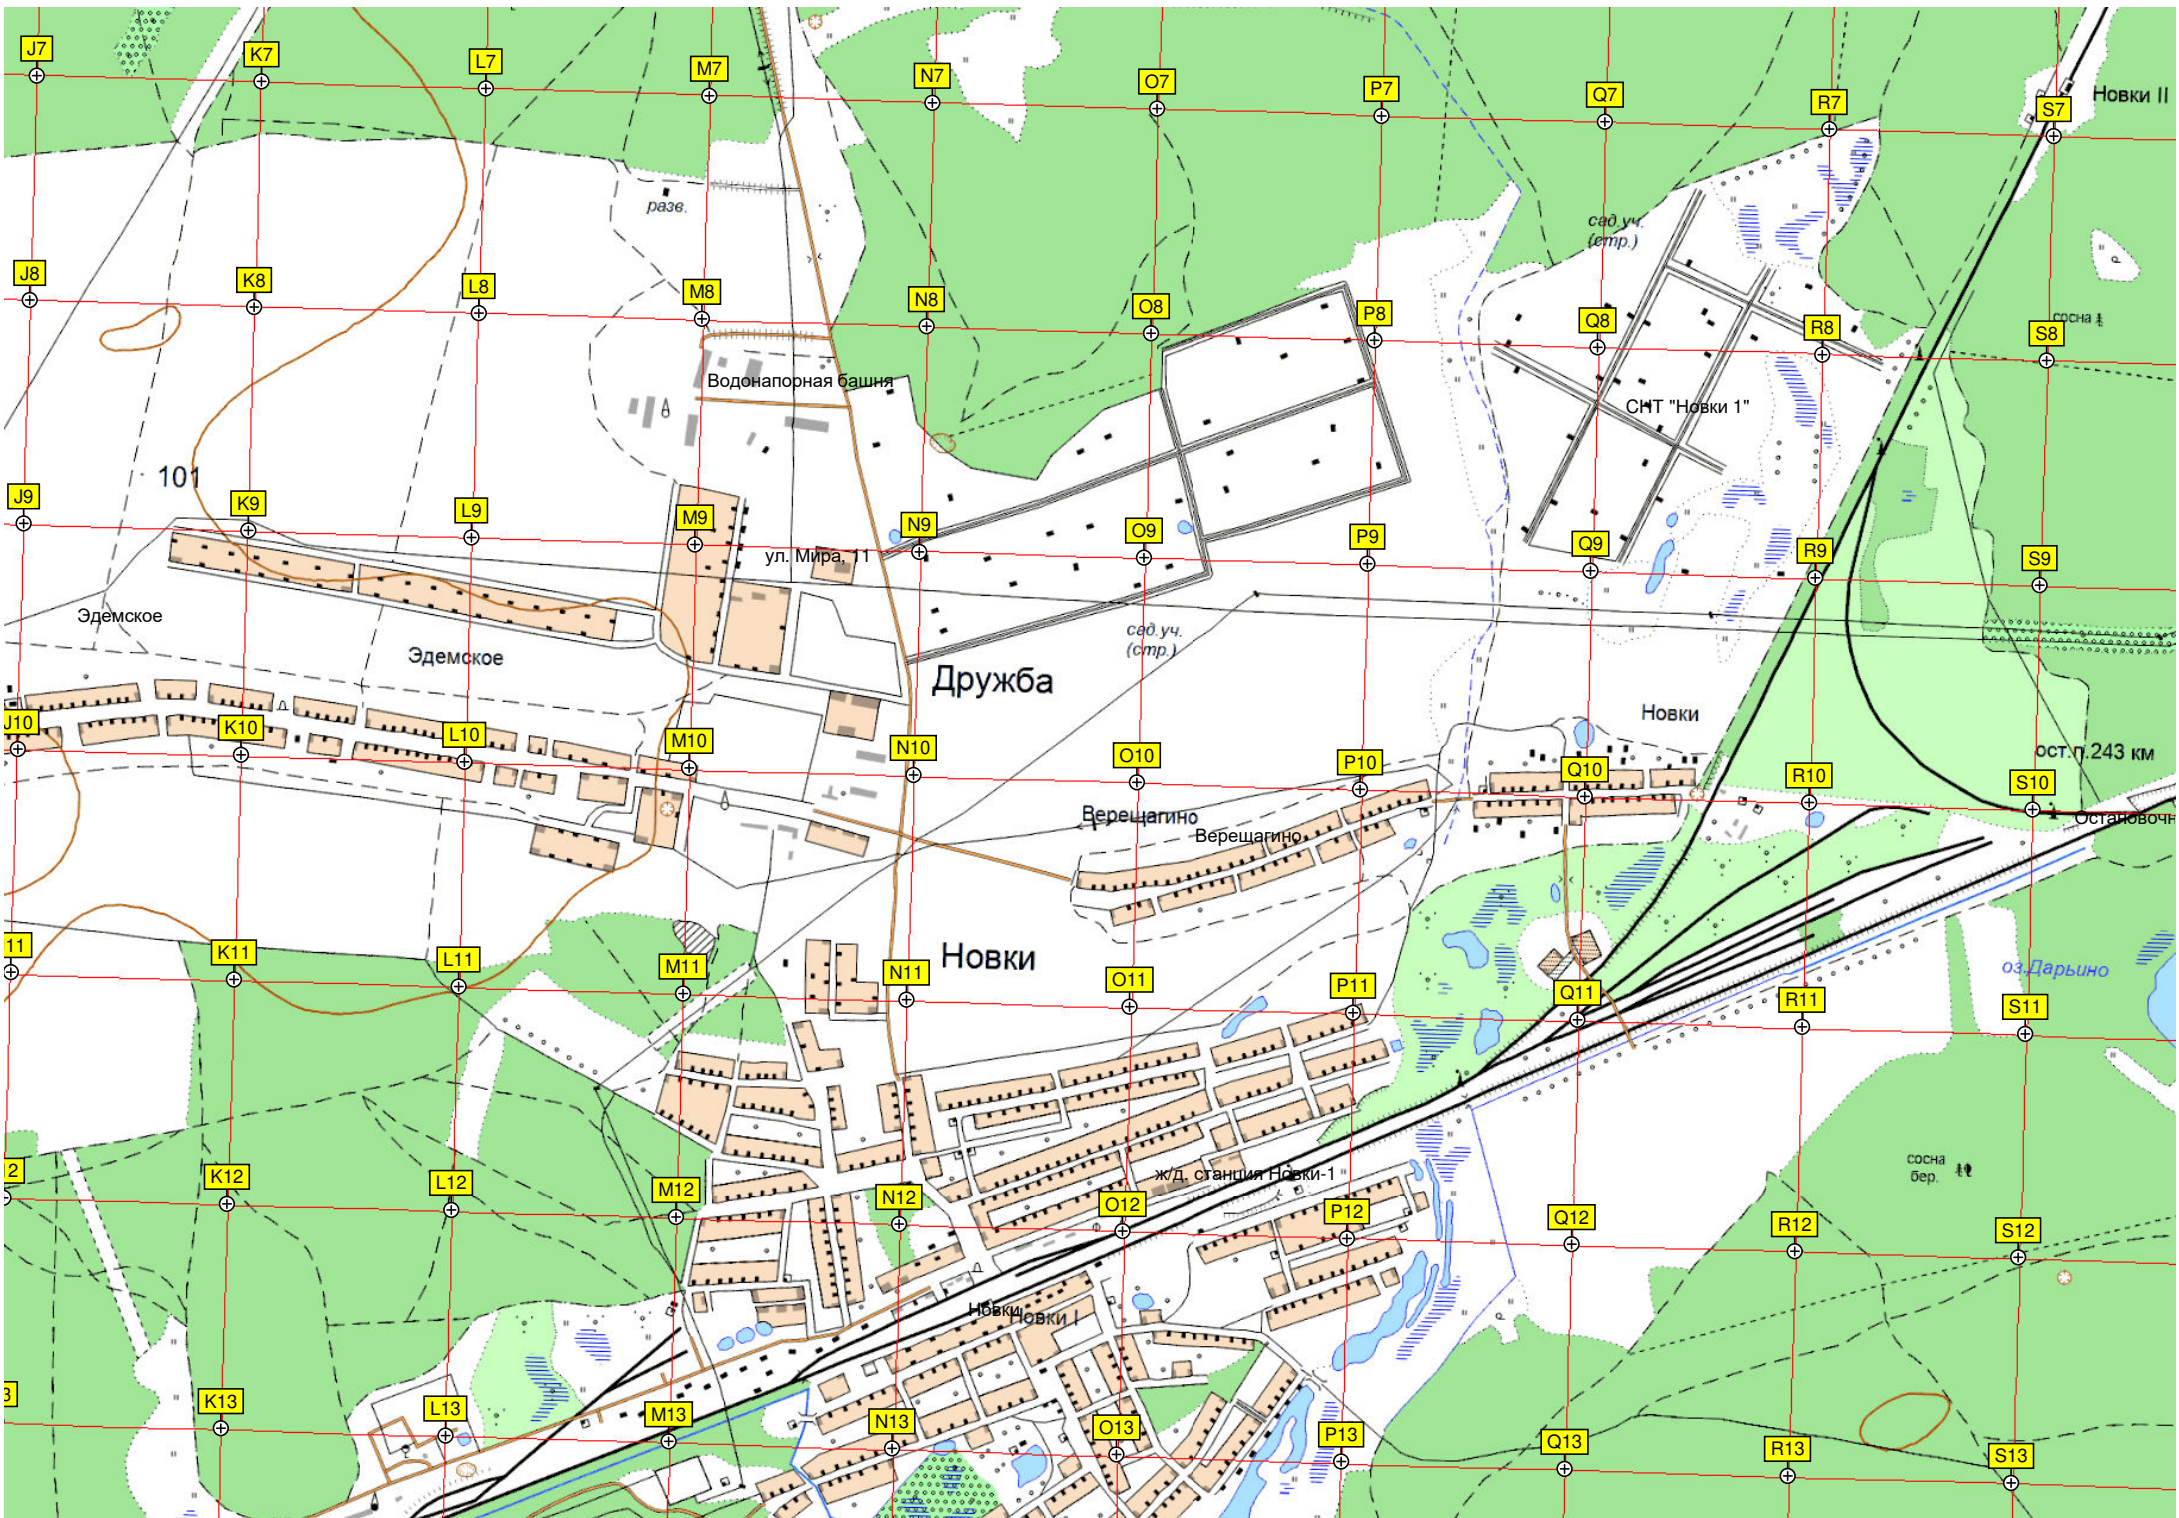 J7
K7
L7
M7
N7
O7
P7
Q7
R7
S7
Новки II
разв.
сад.уч.
(стр.)
J8
K8
L8
M8
N8
O8
P8
Q8
R8
S8
сосна
Водонапорная башня
СНТ "Новки 1"
101
J9
K9
L9
M9
N9
O9
P9
Q9
R9
S9
ул. Мира, 11
Эдемское
Эдемское
сад.уч.
(стр.)
Дружба
Новки
J10
K10
L10
M10
N10
O10
P10
Q10
R10
S10
ост.п.243 км
Верещагино
Верещагино
Остановочн
11
K11
L11
M11
N11
O11
P11
Q11
R11
S11
Новки
оз.Дарьино
сосна
бер.
ж/д. станция Новки-1
2
K12
L12
M12
N12
O12
P12
Q12
R12
S12
Новки
Новки I
3
K13
L13
M13
N13
O13
P13
Q13
R13
S13